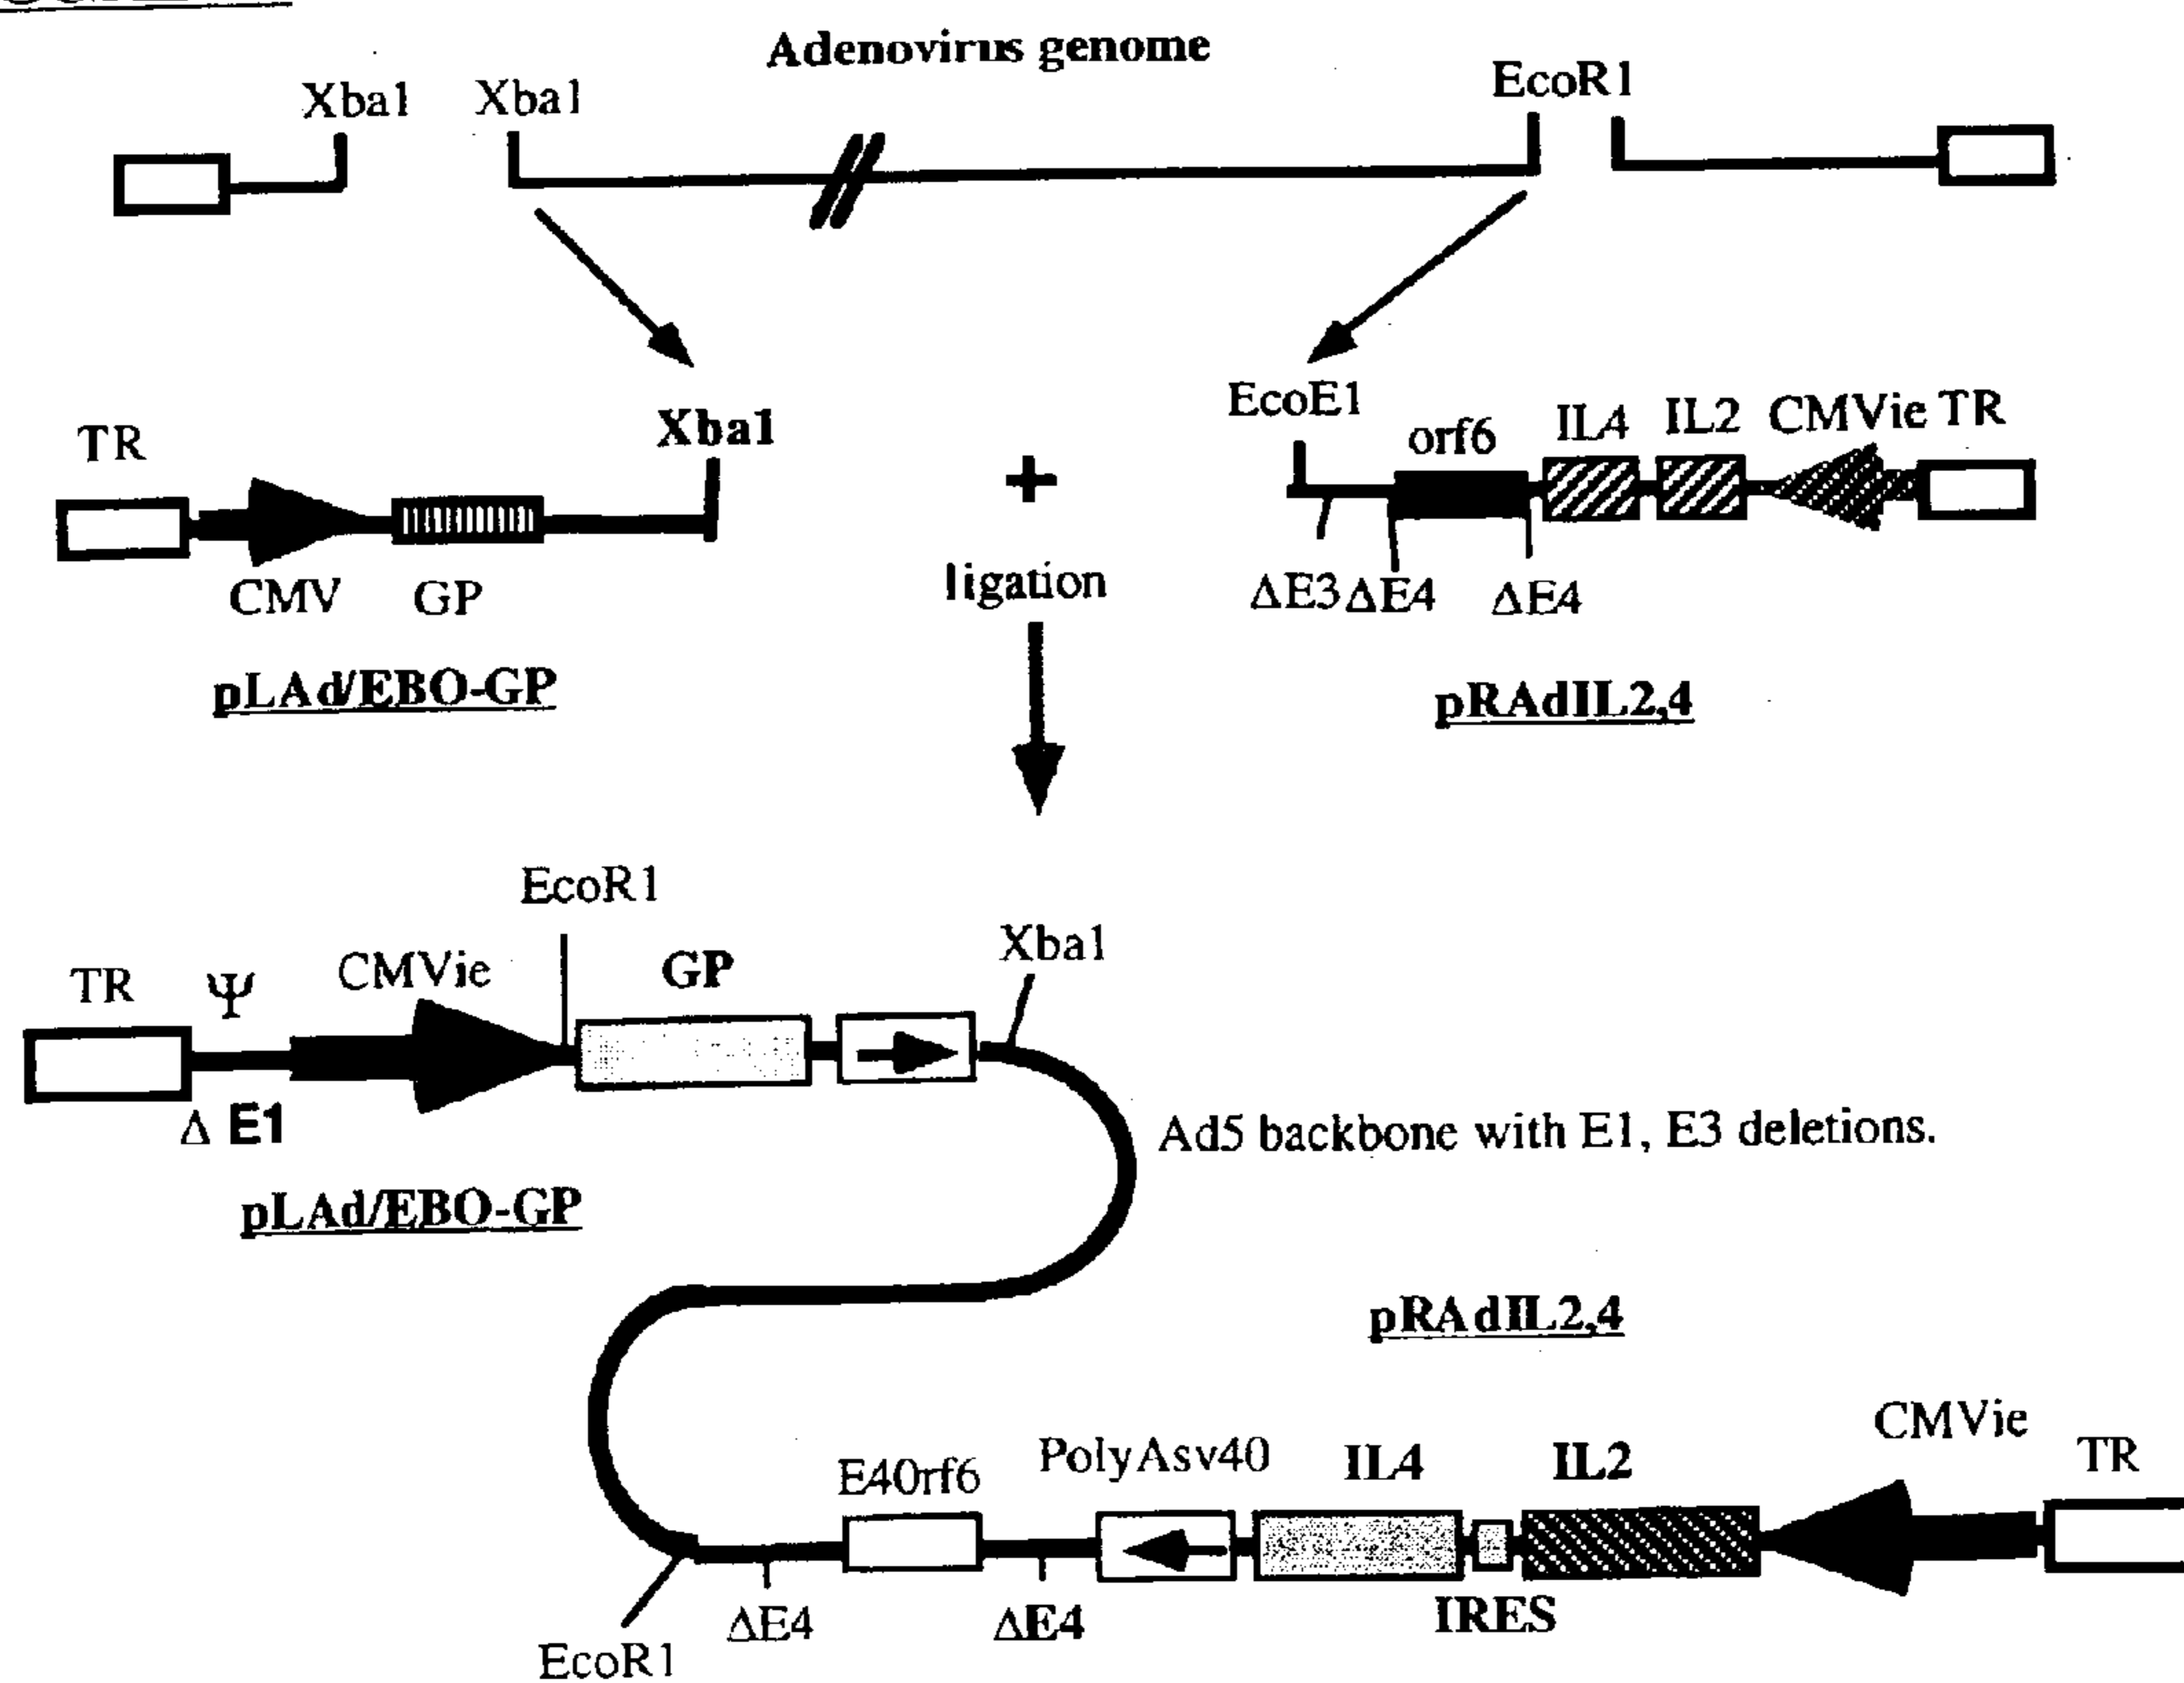 Adenovirus genome
Xba1 Xba1 EcoR1
TR Xba1 + EcoE1 orf6 IL4 IL2 CMVie TR
CMV GP ligation ΔE3 ΔE4 ΔE4
pLAd/EBO-GP pRAdIL2,4
EcoR1
TR Ψ CMVie GP Xba1
Δ E1 Ad5 backbone with E1, E3 deletions.
pLAd/EBO-GP
pRAdIL2,4
E4Orf6 PolyAsv40 IL4 IL2 CMVie TR
EcoR1 ΔE4 ΔE4 IRES